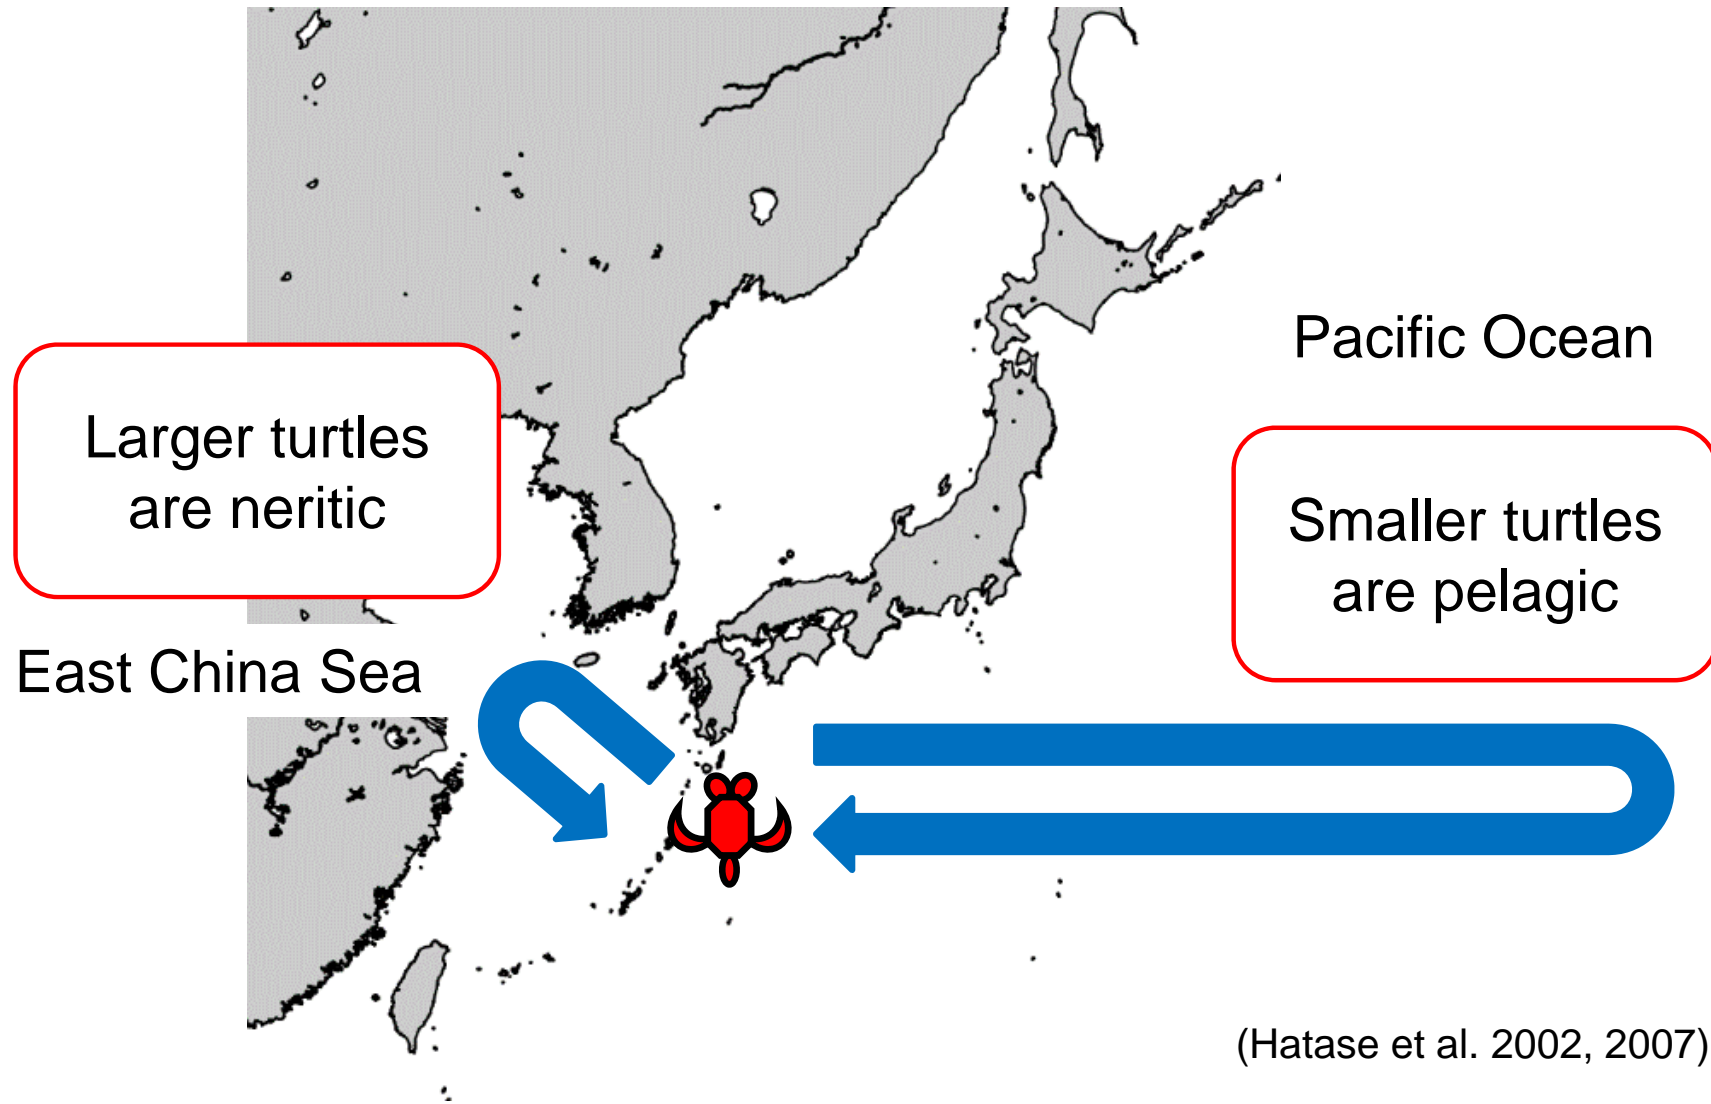 Pacific Ocean
Larger turtles
are neritic
Smaller turtles
are pelagic
East China Sea
(Hatase et al. 2002, 2007)